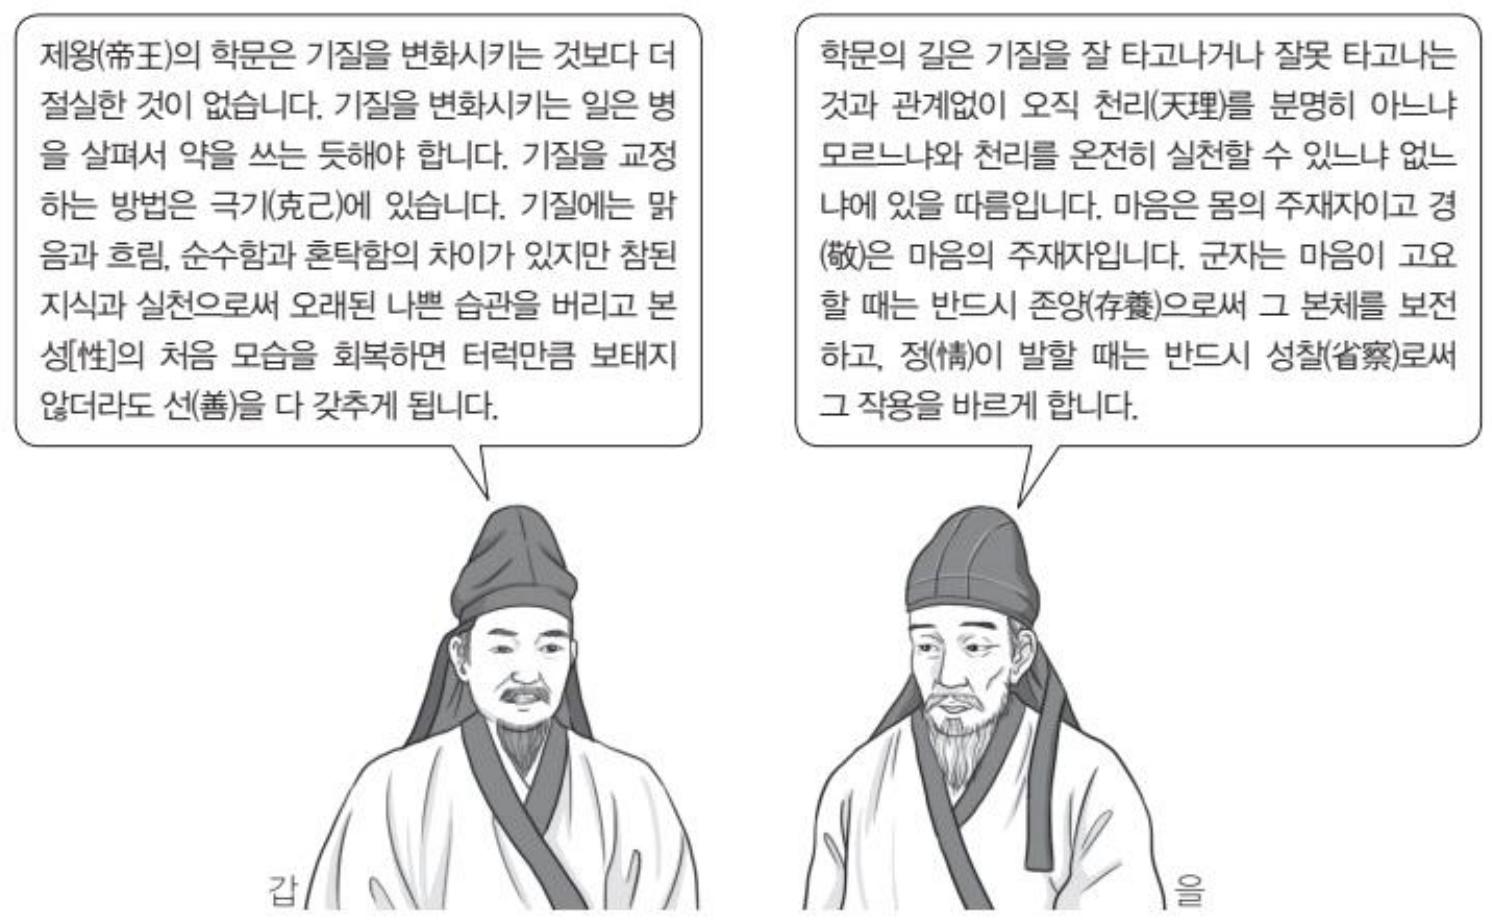 제왕(帝王)의 학문은 기질을 변화시키는 것보다 더
절실한 것이 없습니다. 기질을 변화시키는 일은 병
을 살펴서 약을 쓰는 듯해야 합니다. 기질을 교정
하는 방법은 극기(克己)에 있습니다. 기질에는 맑
음과 흐림, 순수함과 혼탁함의 차이가 있지만 참된
지식과 실천으로써 오래된 나쁜 습관을 버리고 본
성[性]의 처음 모습을 회복하면 터럭만큼 보태지
않더라도 선(善)을 다 갖추게 됩니다.
학문의 길은 기질을 잘 타고나거나 잘못 타고나는
것과 관계없이 오직 천리(天理)를 분명히 아느냐
모르느냐와 천리를 온전히 실천할 수 있느냐 없느
냐에 있을 따름입니다. 마음은 몸의 주재자이고 경
(敬)은 마음의 주재자입니다. 군자는 마음이 고요
할 때는 반드시 존양(存養)으로써 그 본체를 보전
하고, 정(情)이 발할 때는 반드시 성찰(省察)로써
그 작용을 바르게 합니다.
갑
을